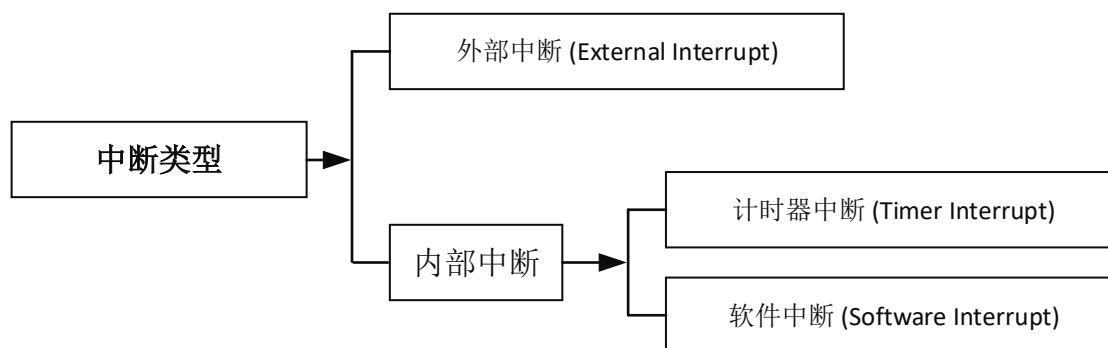 外部中断 (External Interrupt)
中断类型
计时器中断 (Timer Interrupt)
内部中断
软件中断 (Software Interrupt)